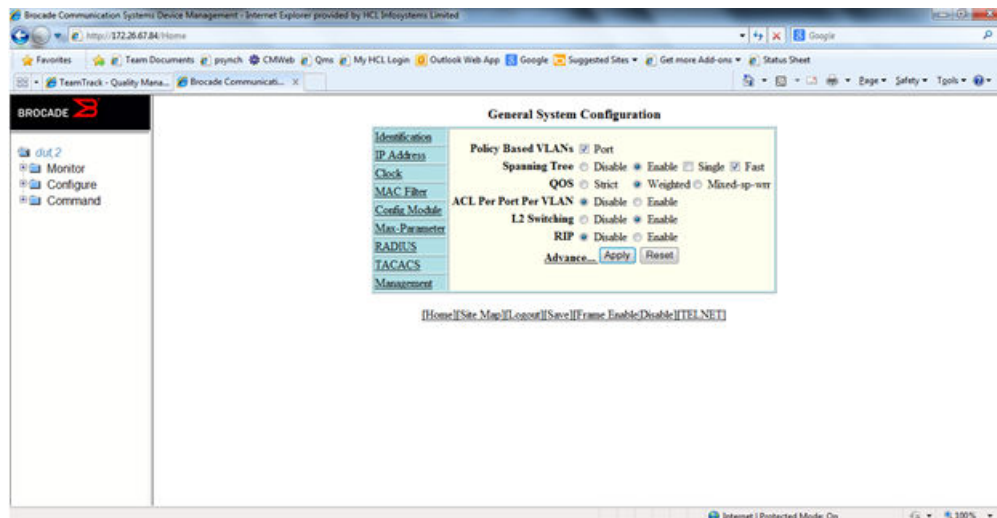 Brocade Communication Systems Device Management - Internet Explorer provided by HCL Infosystems Limited
http://172.26.67.84/Home
Google
Favorites Team Documents psynch CMWeb Qms My HCL Login Outlook Web App Google Suggested Sites Get more Add-ons Status Sheet
TeamTrack - Quality Mana... Brocade Communicati... X
Page Safety Tools
BROCADE
dut2
Monitor
Configure
Command
General System Configuration
Identification
IP Address
Clock
MAC Filter
Config Module
Max-Parameter
RADIUS
TACACS
Management
Policy Based VLANs Port
Spanning Tree Disable Enable Single Fast
QOS Strict Weighted Mixed-sp-wrr
ACL Per Port Per VLAN Disable Enable
L2 Switching Disable Enable
RIP Disable Enable
Advance... Apply Reset
[Home][Site Map][Logout][Save][Frame Enable|Disable][TELNET]
Internet | Protected Mode: On 100%